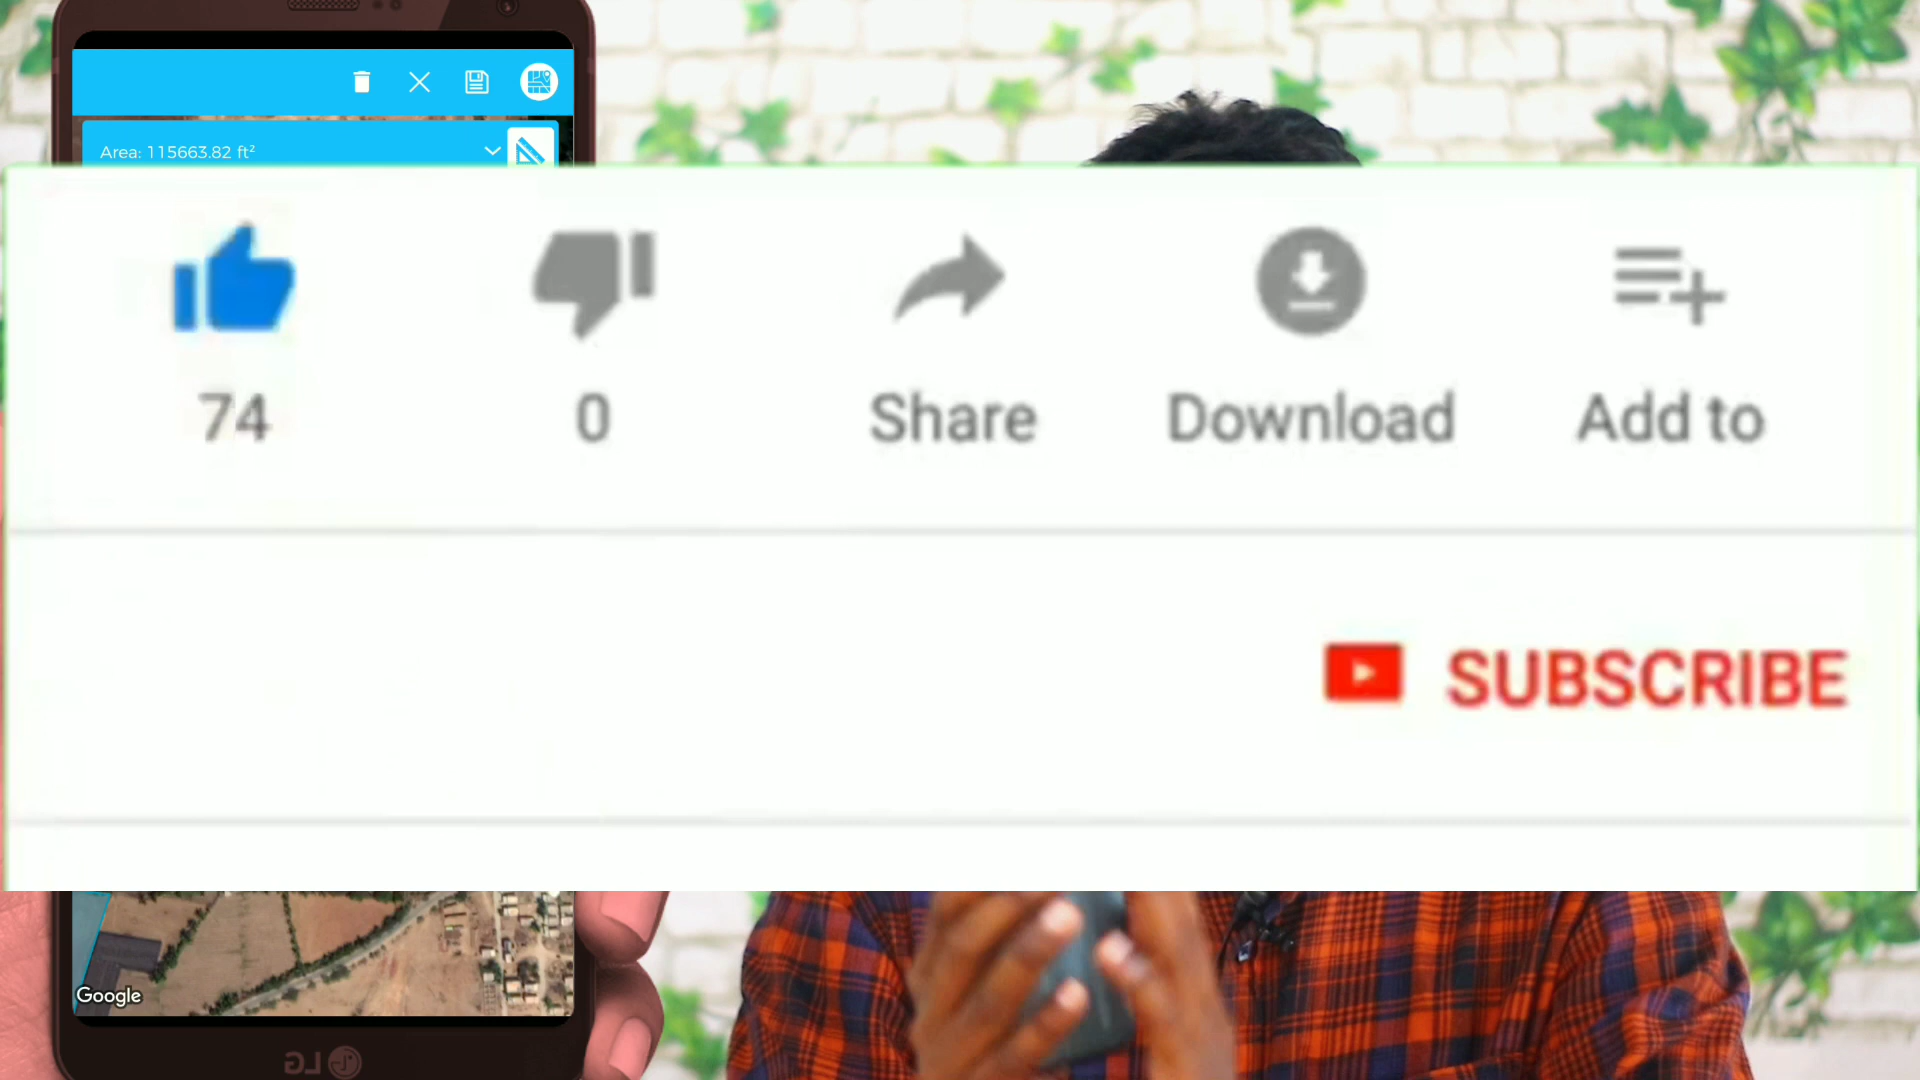 Area: 115663.82 ft²
74
0
Share
Download
Add to
SUBSCRIBE
Google
LG